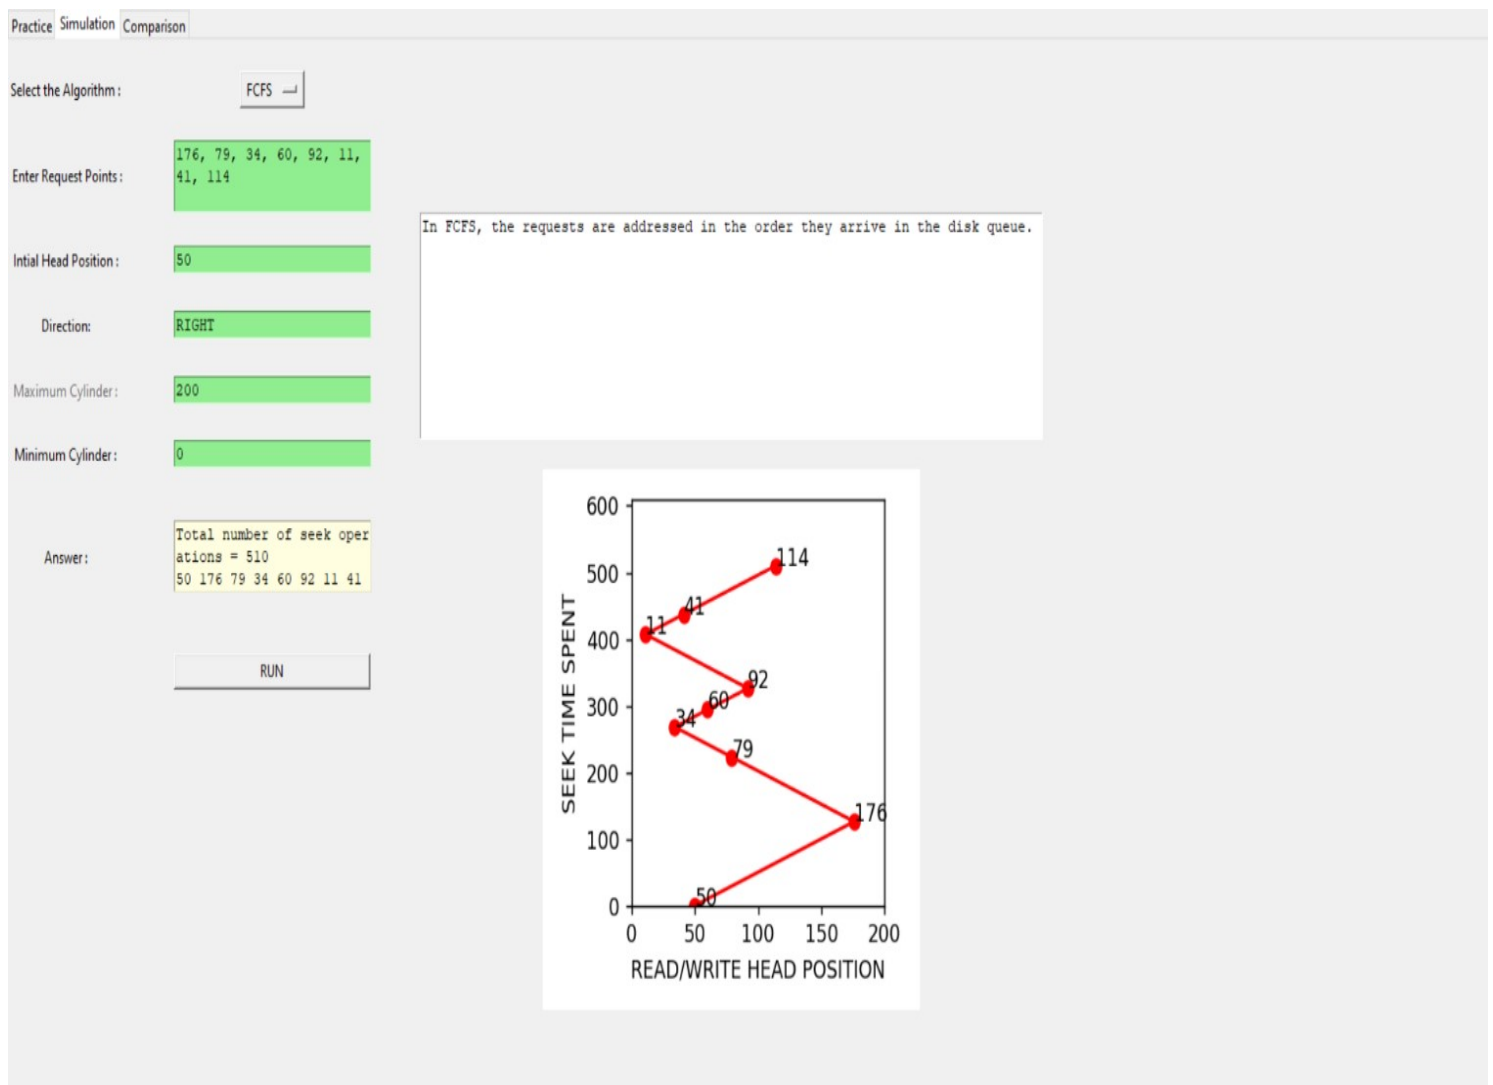 Practice Simulation Comparison
Select the Algorithm :
FCFS
Enter Request Points :
176, 79, 34, 60, 92, 11,
41, 114
In FCFS, the requests are addressed in the order they arrive in the disk queue.
Intial Head Position :
50
Direction:
RIGHT
Maximum Cylinder :
200
Minimum Cylinder :
0
Answer :
Total number of seek oper
ations = 510
50 176 79 34 60 92 11 41
RUN
SEEK TIME SPENT
600
500
400
300
200
100
0
114
41
11
92
60
34
79
176
50
0 50 100 150 200
READ/WRITE HEAD POSITION